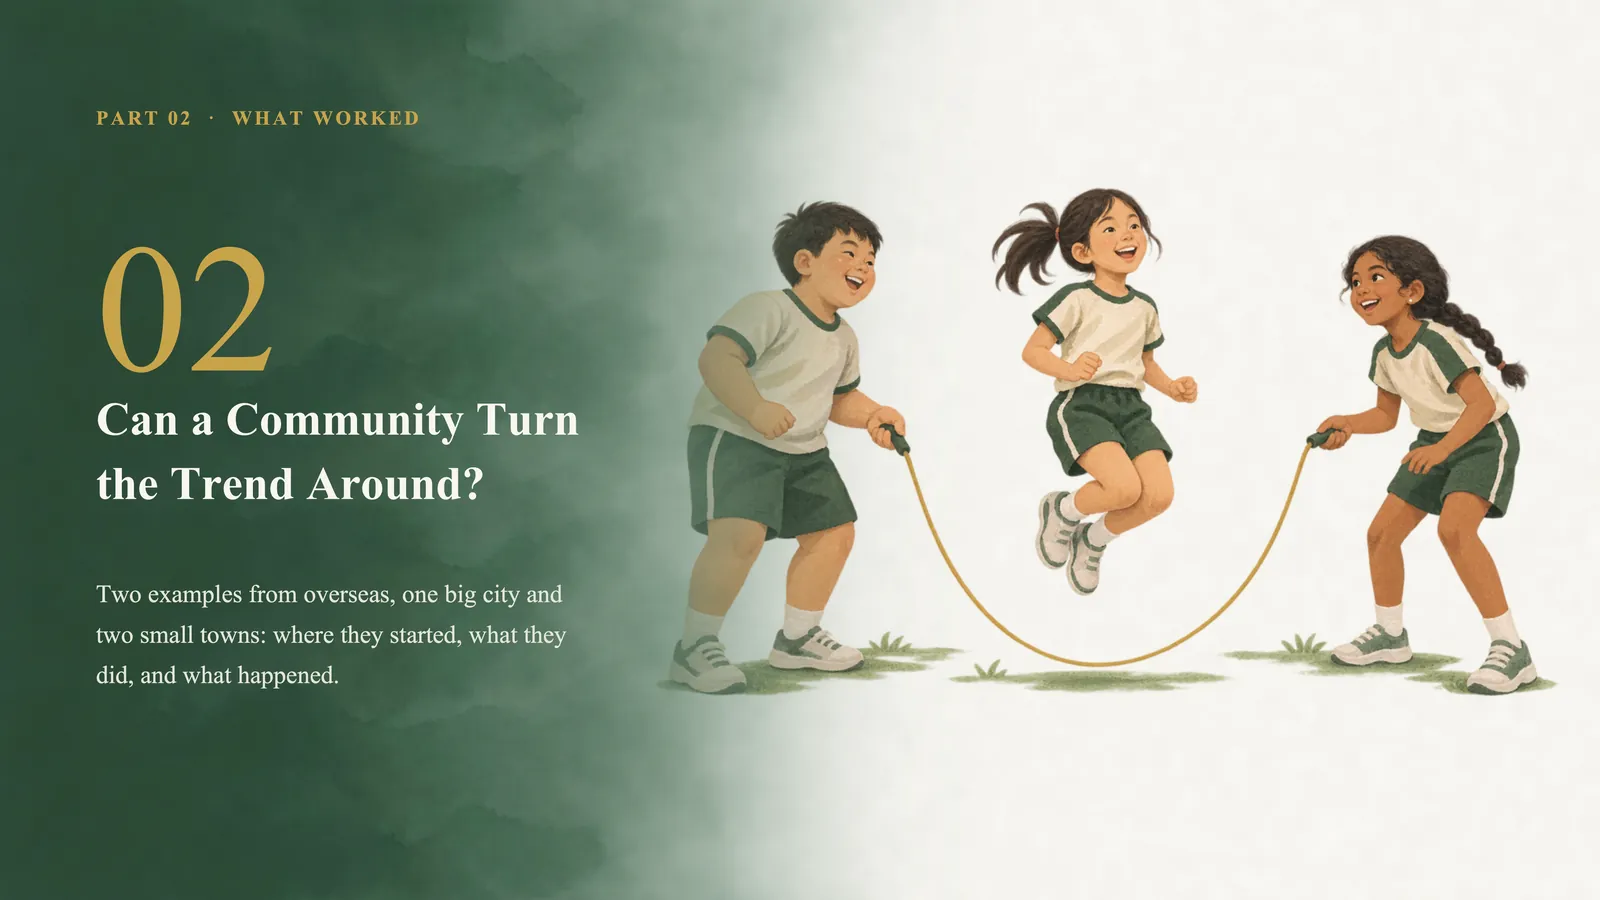 PART 02 · WHAT WORKED
02
Can a Community Turn
the Trend Around?
Two examples from overseas, one big city and
two small towns: where they started, what they
did, and what happened.